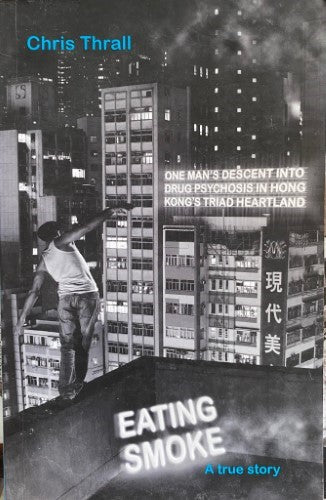 Chris Thrall
ONE MAN'S DESCENT INTO
DRUG PSYCHOSIS IN HONG
KONG'S TRIAD HEARTLAND
現代美
EATING
SMOKE
A true story